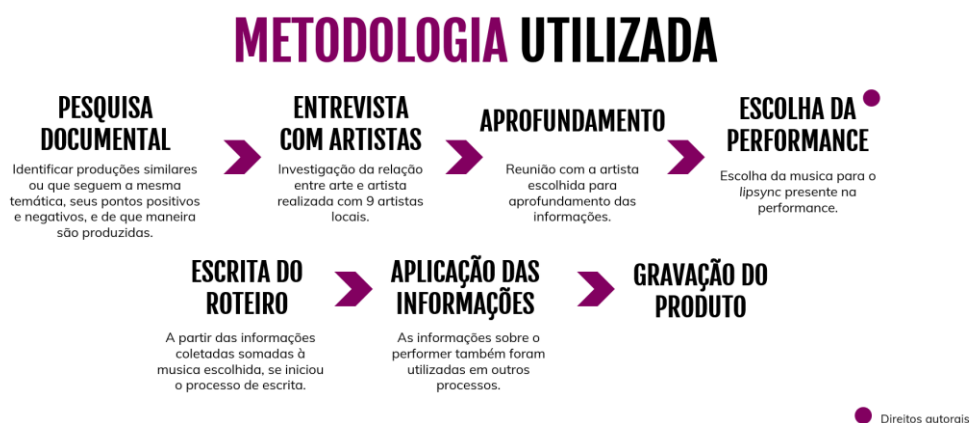 METODOLOGIA UTILIZADA
PESQUISA
DOCUMENTAL
Identificar produções similares
ou que seguem a mesma
temática, seus pontos positivos
e negativos, e de que maneira
são produzidas.
ENTREVISTA
COM ARTISTAS
Investigação da relação
entre arte e artista
realizada com 9 artistas
locais.
APROFUNDAMENTO
Reunião com a artista
escolhida para
aprofundamento das
informações.
ESCOLHA DA
PERFORMANCE
Escolha da musica para o
lipsync presente na
performance.
ESCRITA DO
ROTEIRO
A partir das informações
coletadas somadas à
musica escolhida, se iniciou
o processo de escrita.
APLICAÇÃO DAS
INFORMAÇÕES
As informações sobre o
performer também foram
utilizadas em outros
processos.
GRAVAÇÃO DO
PRODUTO
Direitos autorais